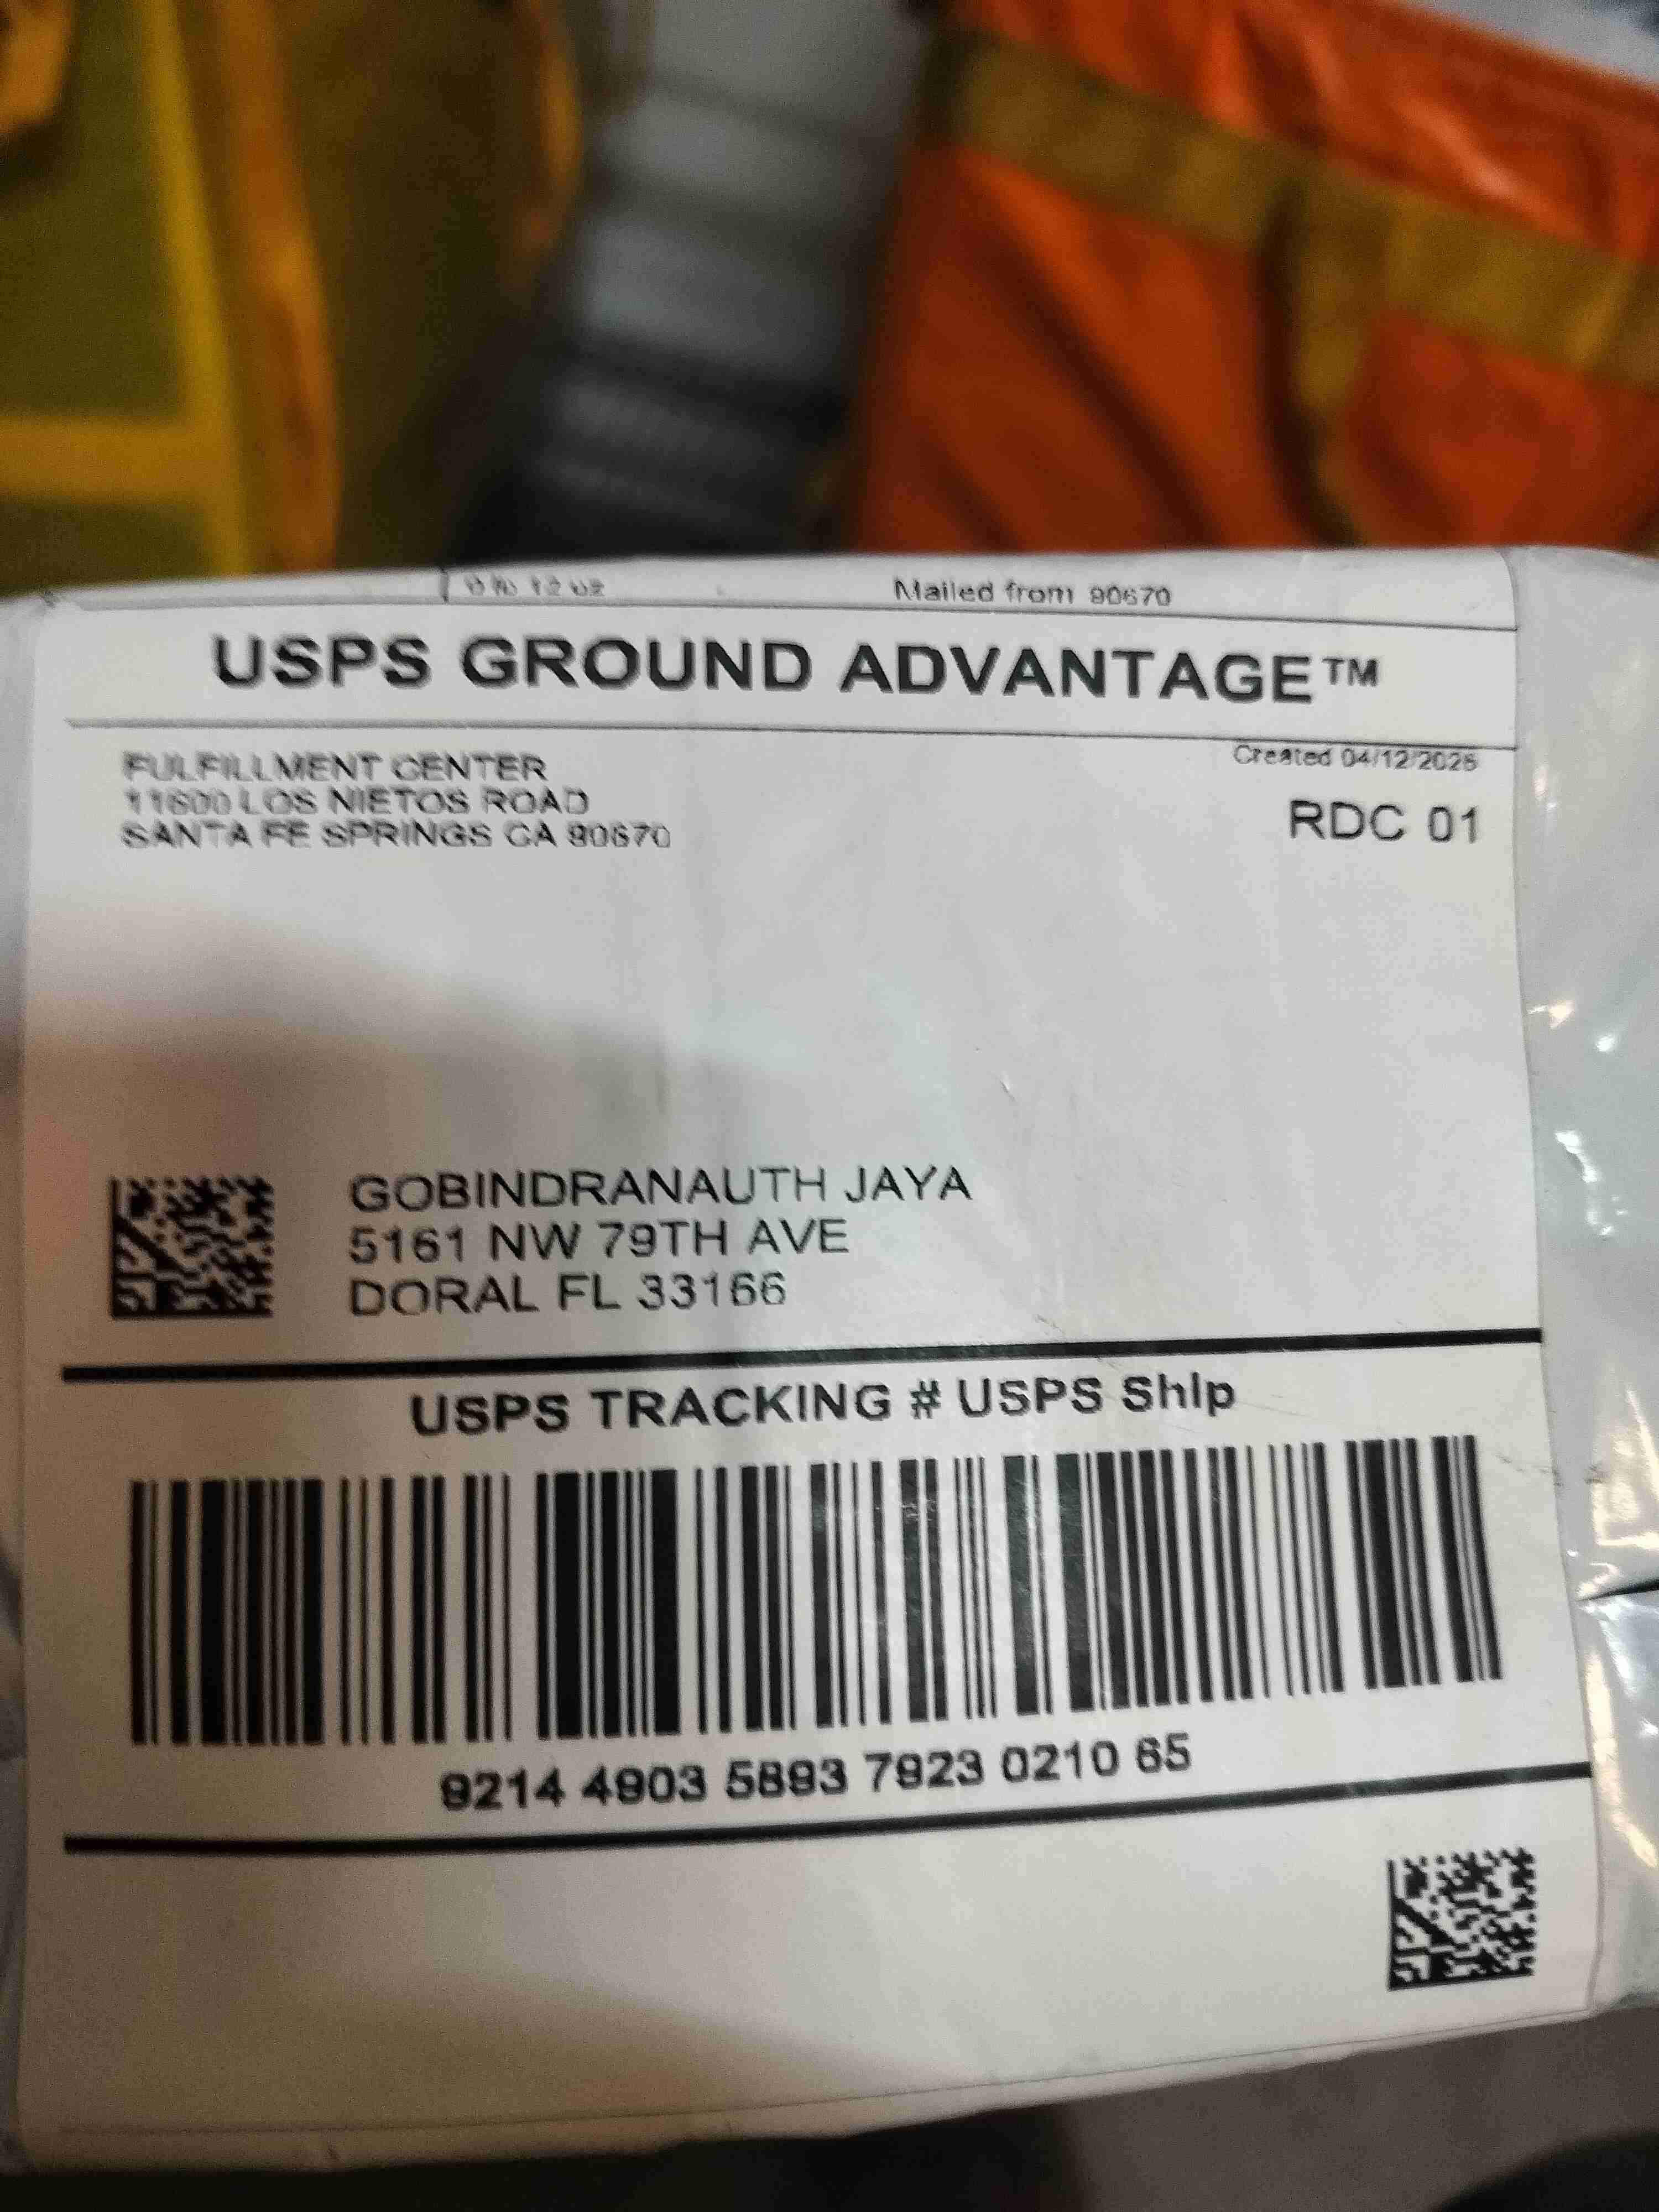 Mailed from 90670
USPS GROUND ADVANTAGE™
FULFILLMENT CENTER
Created 04/12/2026
11600 LOS NIETOS ROAD
RDC 01
SANTA FE SPRINGS CA 90670
GOBINDRANAUTH JAYA
5161 NW 79TH AVE
DORAL FL 33166
USPS TRACKING # USPS Ship
9214 4903 5893 7923 0210 65